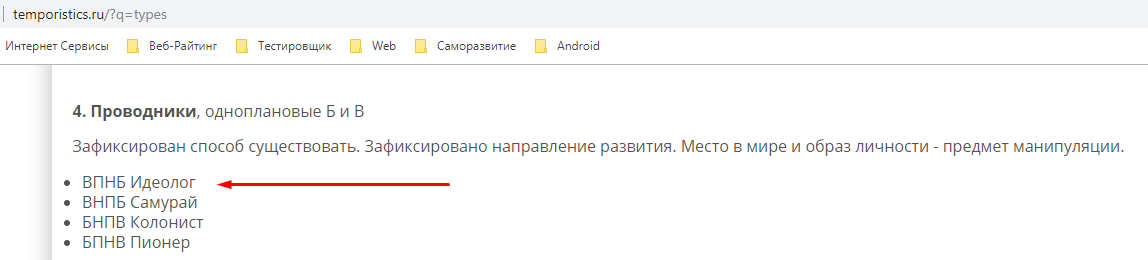 temporistics.ru/?q=types
Интернет Сервисы Веб-Райтинг Тестировщик Web Саморазвитие Android
4. Проводники, одноплановые Б и В
Зафиксирован способ существовать. Зафиксировано направление развития. Место в мире и образ личности - предмет манипуляции.
• ВПНБ Идеолог
• ВНПБ Самурай
• БНПВ Колонист
• БПНВ Пионер